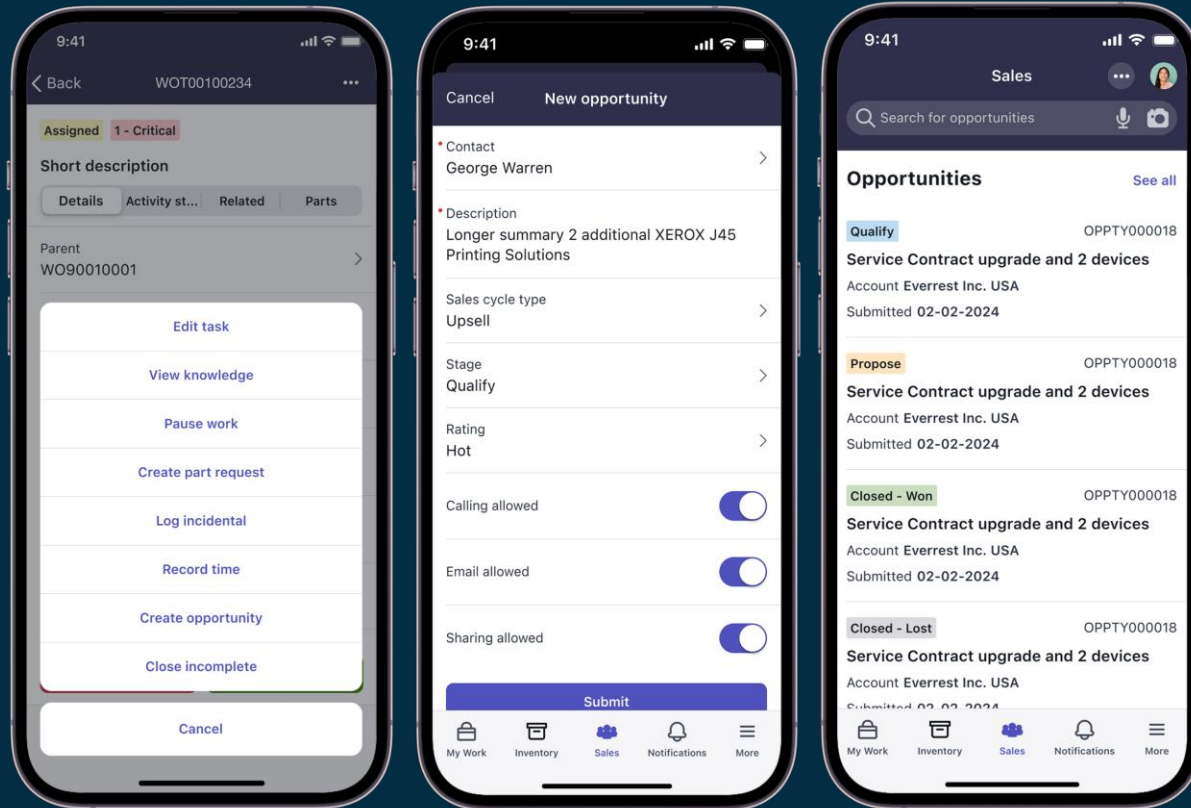 9:41
Back
WOT00100234
Assigned
1 - Critical
Short description
Details
Activity st...
Related
Parts
Parent
WO90010001
Edit task
View knowledge
Pause work
Create part request
Log incidental
Record time
Create opportunity
Close incomplete
Cancel
9:41
Cancel
New opportunity
* Contact
George Warren
* Description
Longer summary 2 additional XEROX J45
Printing Solutions
Sales cycle type
Upsell
Stage
Qualify
Rating
Hot
Calling allowed
Email allowed
Sharing allowed
Submit
My Work
Inventory
Sales
Notifications
More
9:41
Sales
Search for opportunities
Opportunities
See all
Qualify
OPPTY000018
Service Contract upgrade and 2 devices
Account Everrest Inc. USA
Submitted 02-02-2024
Propose
OPPTY000018
Service Contract upgrade and 2 devices
Account Everrest Inc. USA
Submitted 02-02-2024
Closed - Won
OPPTY000018
Service Contract upgrade and 2 devices
Account Everrest Inc. USA
Submitted 02-02-2024
Closed - Lost
OPPTY000018
Service Contract upgrade and 2 devices
Account Everrest Inc. USA
Submitted 02-02-2024
My Work
Inventory
Sales
Notifications
More